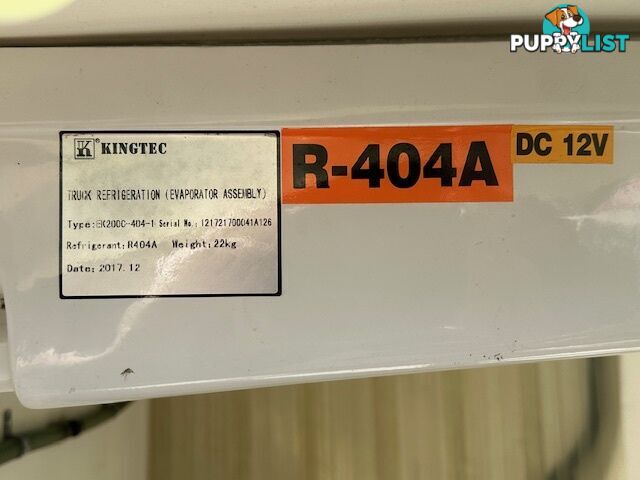 PUPPYLIST
K® KINGTEC
TRUCK REFRIGERATION (EVAPORATOR ASSEMBLY)
Type: EK200C-404-1 Serial No.: 121721700041A126
Refrigerant: R404A Weight: 22kg
Date: 2017.12
R-404A
DC 12V